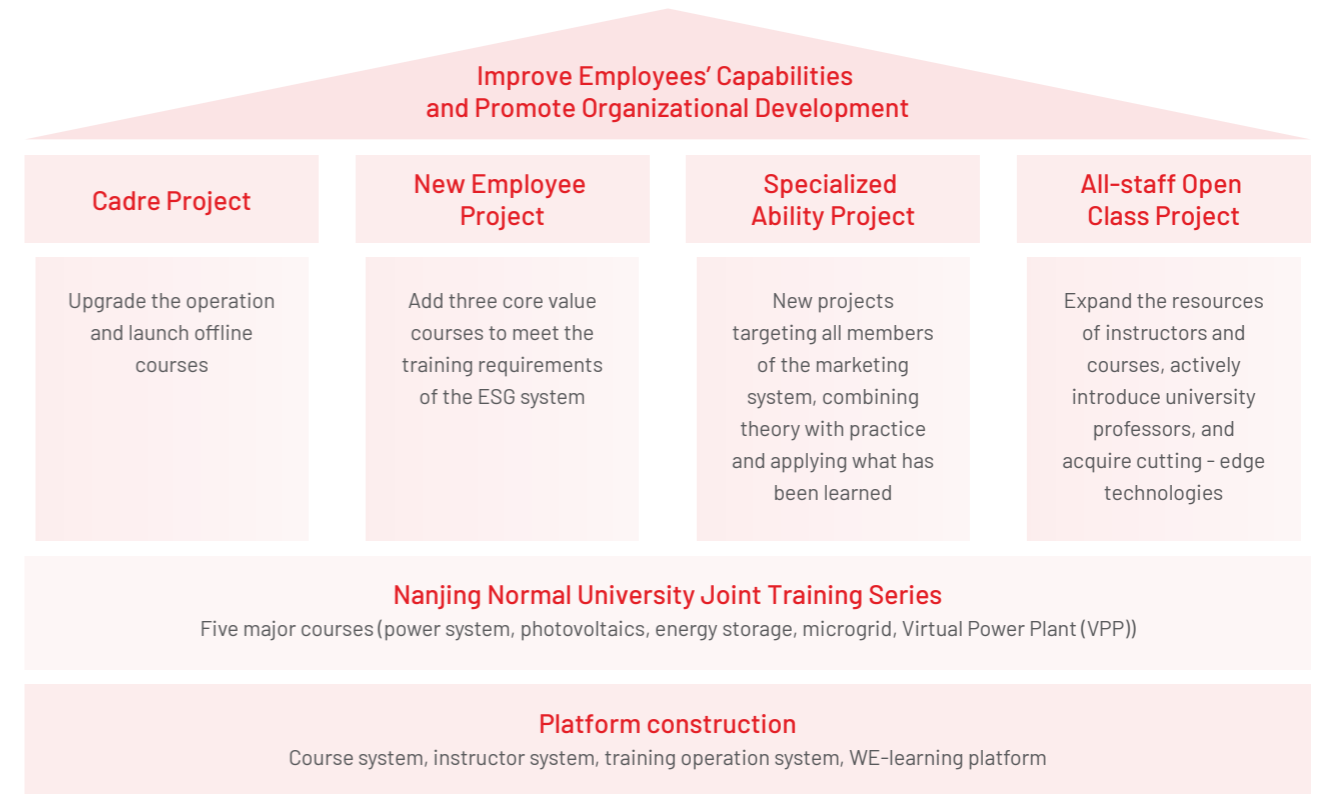 Improve Employees’ Capabilities
and Promote Organizational Development
Cadre Project
New Employee
Project
Specialized
Ability Project
All-staff Open
Class Project
Upgrade the operation
and launch offline
courses
Add three core value
courses to meet the
training requirements
of the ESG system
New projects
targeting all members
of the marketing
system, combining
theory with practice
and applying what has
been learned
Expand the resources
of instructors and
courses, actively
introduce university
professors, and
acquire cutting - edge
technologies
Nanjing Normal University Joint Training Series
Five major courses (power system, photovoltaics, energy storage, microgrid, Virtual Power Plant (VPP))
Platform construction
Course system, instructor system, training operation system, WE-learning platform